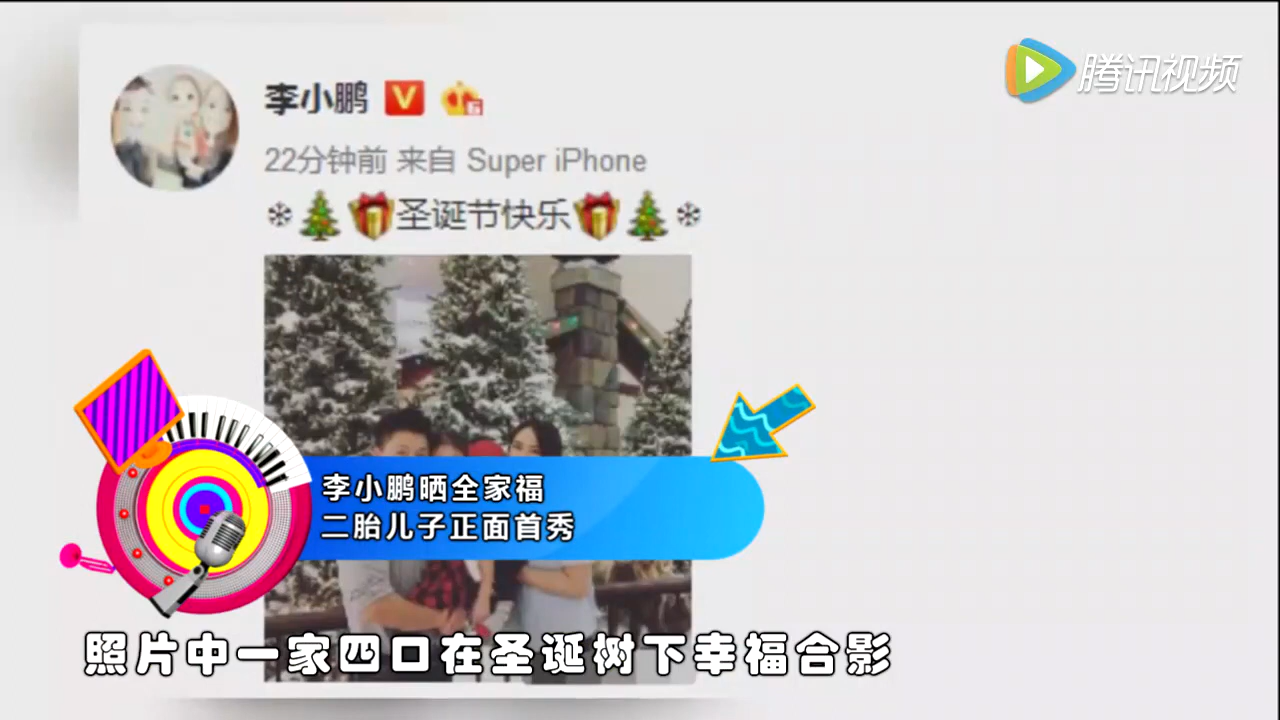 腾讯视频
李小鹏
22分钟前 来自 Super iPhone
圣诞节快乐
李小鹏晒全家福
二胎儿子正面首秀
照片中一家四口在圣诞树下幸福合影